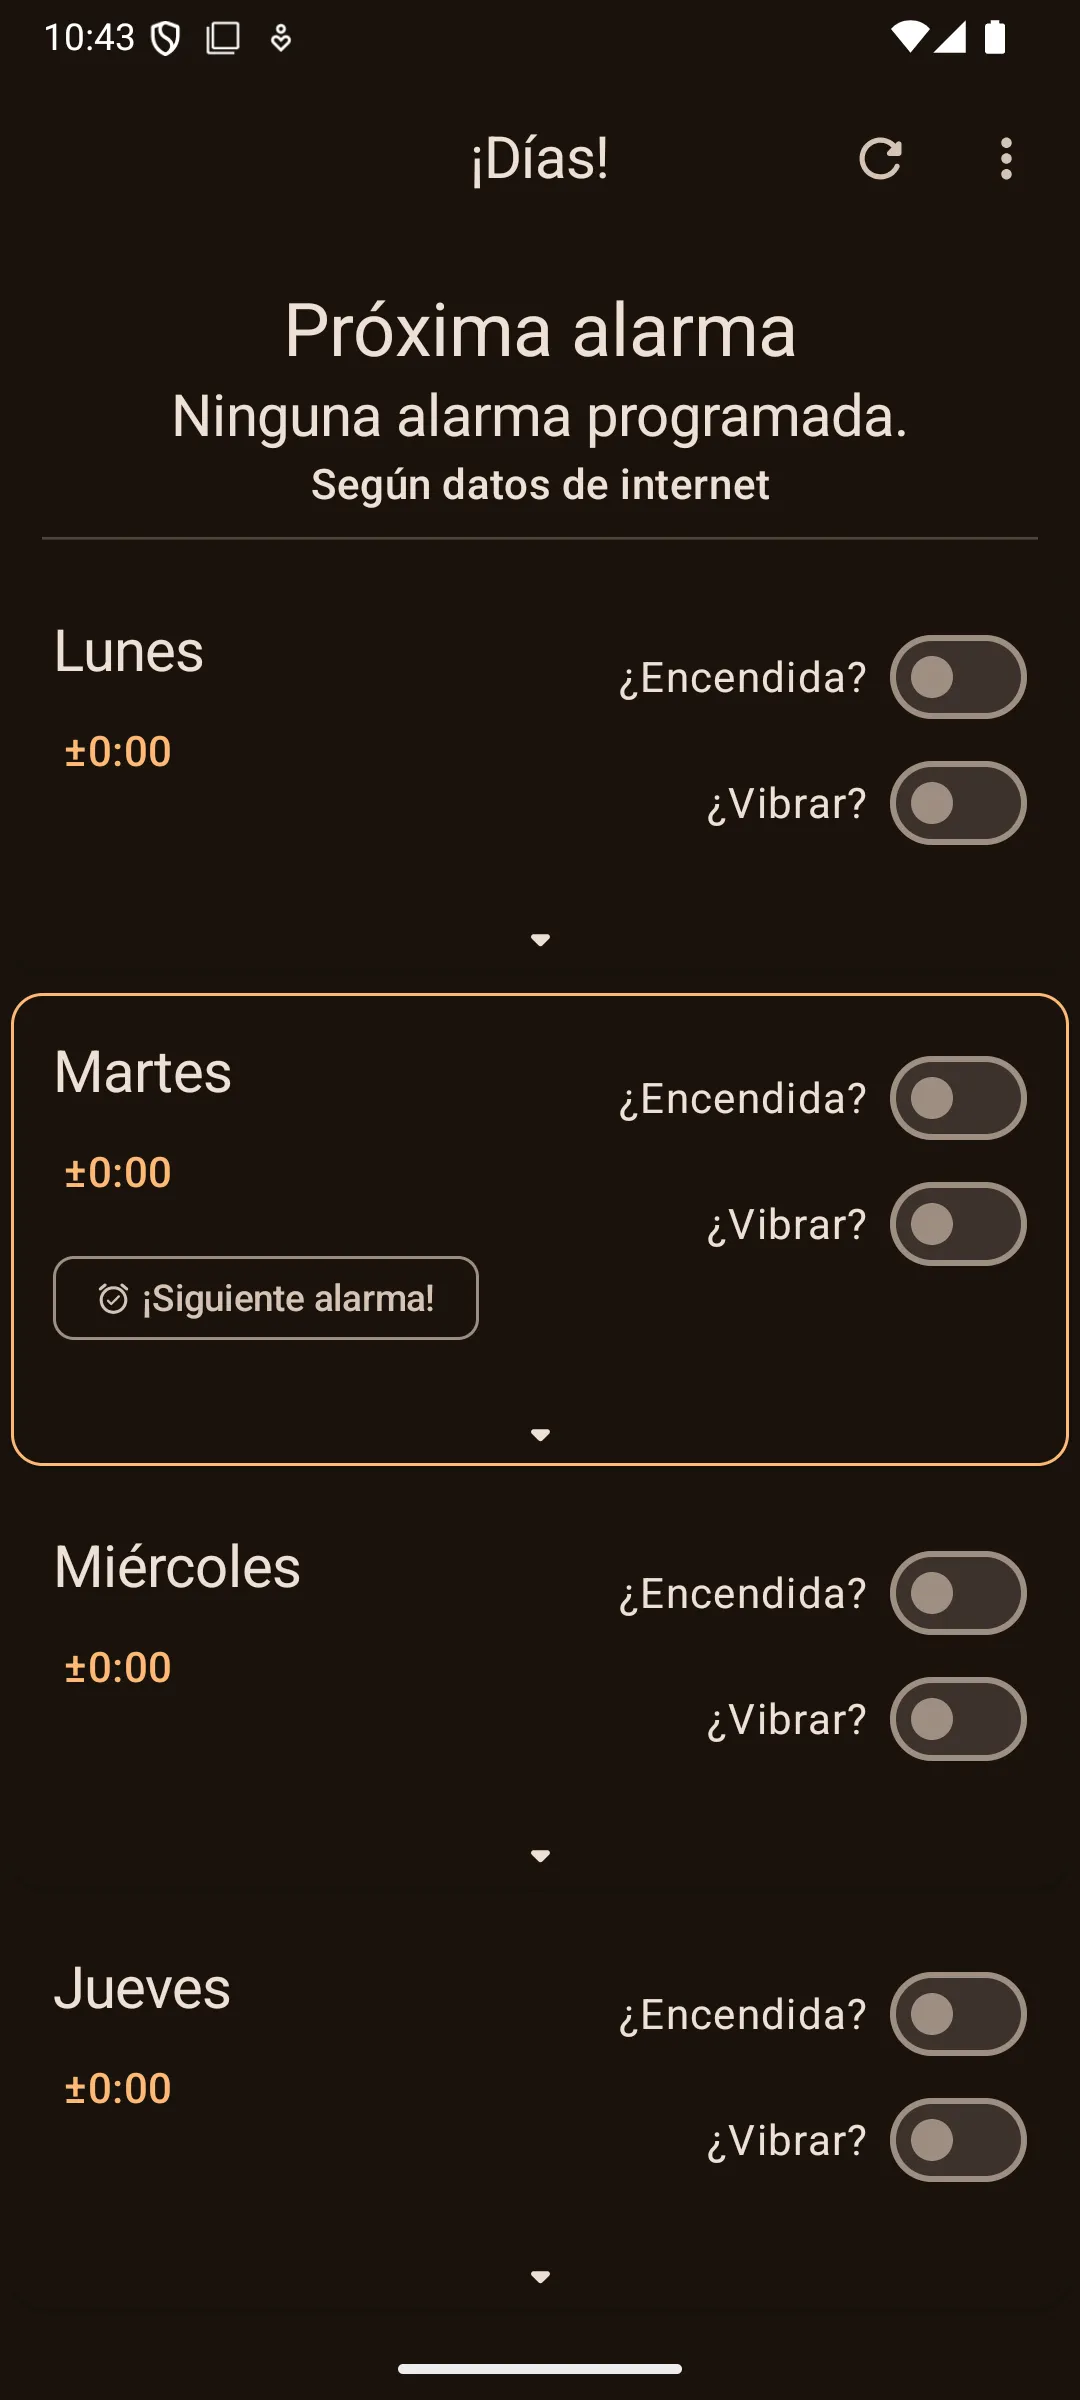 10:43
¡Días!
Próxima alarma
Ninguna alarma programada.
Según datos de internet
Lunes
¿Encendida?
±0:00
¿Vibrar?
Martes
¿Encendida?
±0:00
¿Vibrar?
¡Siguiente alarma!
Miércoles
¿Encendida?
±0:00
¿Vibrar?
Jueves
¿Encendida?
±0:00
¿Vibrar?